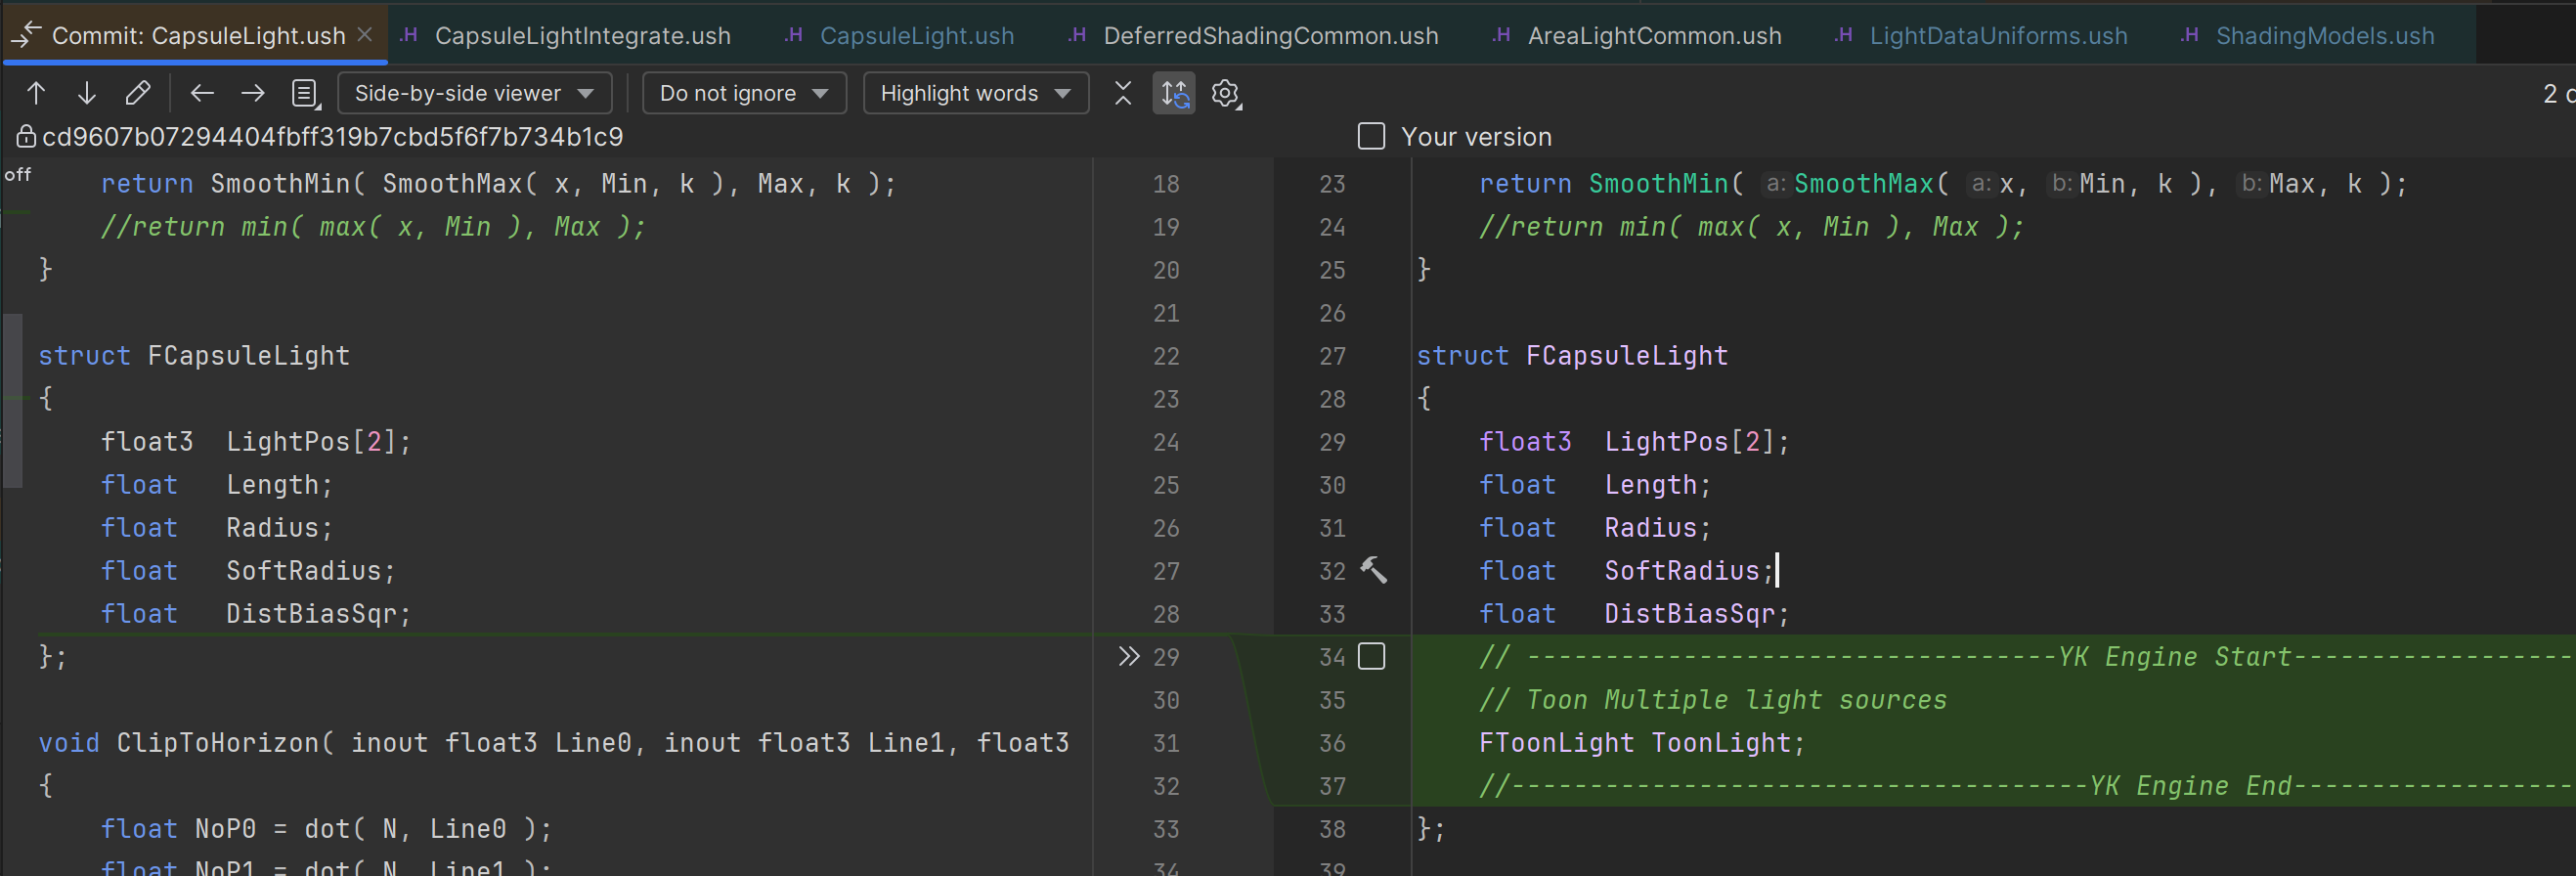 Commit: CapsuleLight.ush .H CapsuleLightIntegrate.ush .H CapsuleLight.ush .H DeferredShadingCommon.ush .H AreaLightCommon.ush .H LightDataUniforms.ush .H ShadingModels.ush
Side-by-side viewer Do not ignore Highlight words 2
cd9607b07294404fbff319b7cbd5f6f7b734b1c9
off
return SmoothMin( SmoothMax( x, Min, k ), Max, k ); 18
//return min( max( x, Min ), Max ); 19
} 20
21
struct FCapsuleLight 22
{ 23
float3 LightPos[2]; 24
float Length; 25
float Radius; 26
float SoftRadius; 27
float DistBiasSqr; 28
}; 29
30
void ClipToHorizon( inout float3 Line0, inout float3 Line1, float3 31
{ 32
float NoP0 = dot( N, Line0 ); 33
float NoP1 = dot( N, Line1 ); 34
Your version
23 return SmoothMin( a: SmoothMax( a: x, b: Min, k ), b: Max, k );
24 //return min( max( x, Min ), Max );
25 }
26
27 struct FCapsuleLight
28 {
29 float3 LightPos[2];
30 float Length;
31 float Radius;
32 float SoftRadius;
33 float DistBiasSqr;
34 // ----------------------------------YK Engine Start------------------
35 // Toon Multiple light sources
36 FToonLight ToonLight;
37 //-------------------------------------YK Engine End------------------
38 };
39